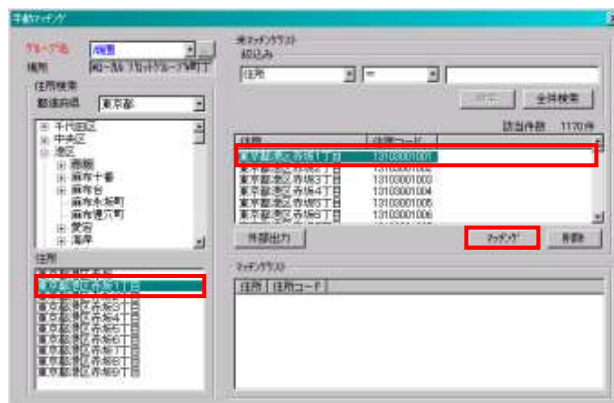 手動マッチング
グループ名
場所
住所検索
都道府県 東京都
千代田区
中央区
港区
赤坂
麻布十番
麻布台
麻布永坂町
麻布狸穴町
愛宕
海岸
住所
東京都港区赤坂
東京都港区赤坂1丁目
東京都港区赤坂3丁目
東京都港区赤坂4丁目
東京都港区赤坂5丁目
東京都港区赤坂6丁目
東京都港区赤坂7丁目
東京都港区赤坂8丁目
東京都港区赤坂9丁目
未マッチングリスト
絞込み
住所 =
検索 全件検索
該当件数 1170件
住所 住所コード
東京都港区赤坂1丁目 13103001001
東京都港区赤坂2丁目 13103001002
東京都港区赤坂3丁目 13103001003
東京都港区赤坂4丁目 13103001004
東京都港区赤坂5丁目 13103001005
東京都港区赤坂6丁目 13103001006
外部出力 マッチング 削除
マッチングリスト
住所 住所コード